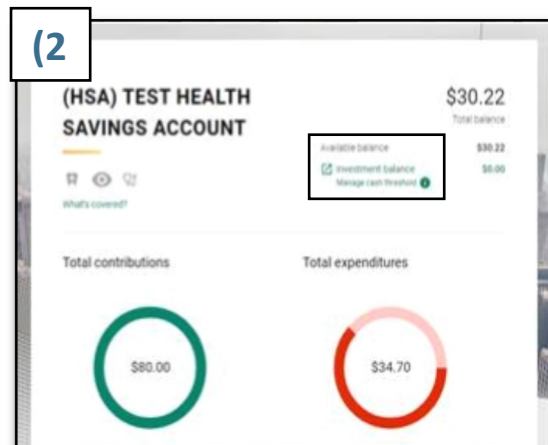 (2
(HSA) TEST HEALTH
SAVINGS ACCOUNT
$30.22
Total balance
Available balance $30.22
Investment balance $0.00
Manage cash threshold
What's covered?
Total contributions
Total expenditures
$80.00
$34.70